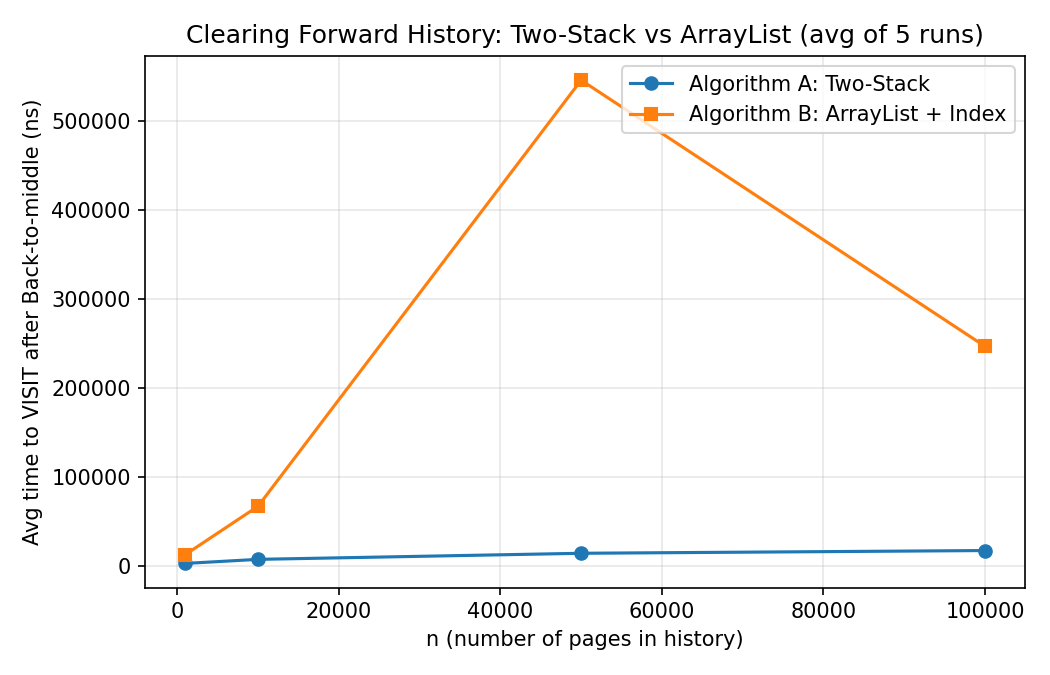 Clearing Forward History: Two-Stack vs ArrayList (avg of 5 runs)
Algorithm A: Two-Stack
Algorithm B: ArrayList + Index
Avg time to VISIT after Back-to-middle (ns)
500000
400000
300000
200000
100000
0
0
20000
40000
60000
80000
100000
n (number of pages in history)